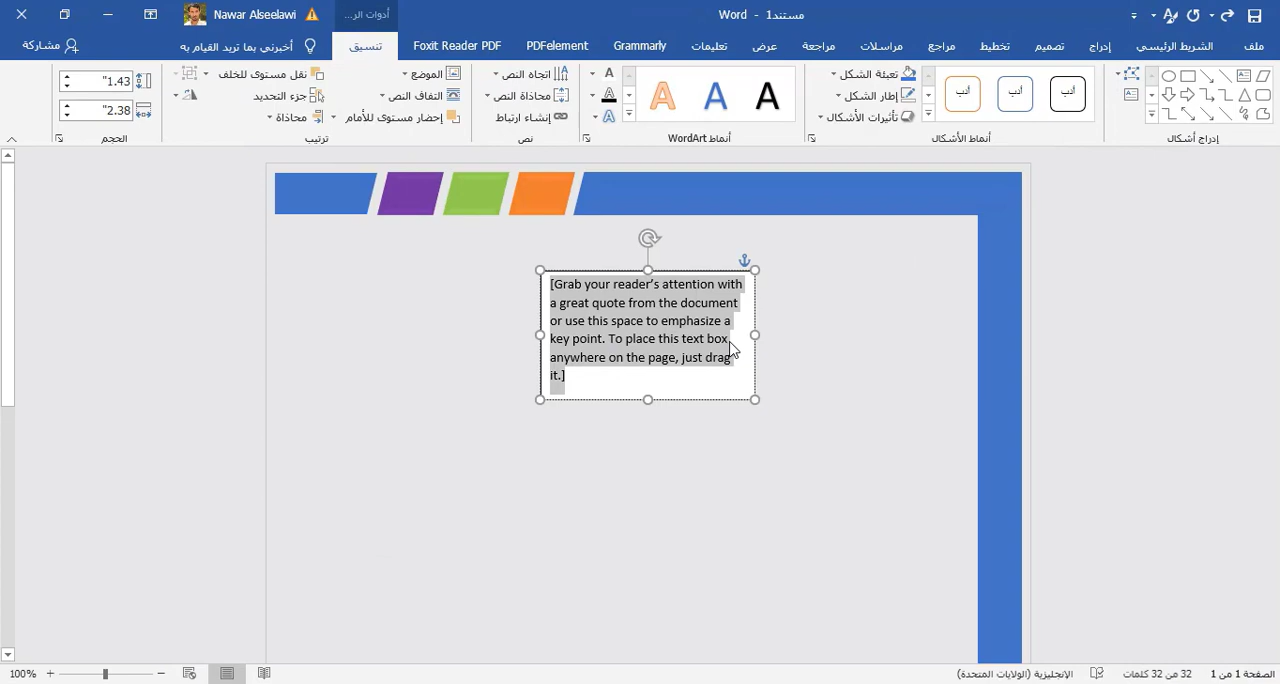 مستند1 - Word
Nawar Alseelawi
أدوات الر...
ملف
الشريط الرئيسي
إدراج
تصميم
تخطيط
مراجع
مراسلات
مراجعة
عرض
تعليمات
Grammarly
PDFelement
Foxit Reader PDF
تنسيق
أخبرني بما تريد القيام به
مشاركة
إدراج أشكال
أدب
أدب
أدب
تعبئة الشكل
إطار الشكل
تأثيرات الأشكال
أنماط الأشكال
A
A
A
أنماط WordArt
اتجاه النص
محاذاة النص
إنشاء ارتباط
نص
الموضع
التفاف النص
إحضار مستوى للأمام
نقل مستوى للخلف
جزء التحديد
محاذاة
ترتيب
1.43"
2.38"
الحجم
[Grab your reader's attention with
a great quote from the document
or use this space to emphasize a
key point. To place this text box
anywhere on the page, just drag
it.]
الصفحة 1 من 1
32 من 32 كلمات
الإنجليزية (الولايات المتحدة)
100%